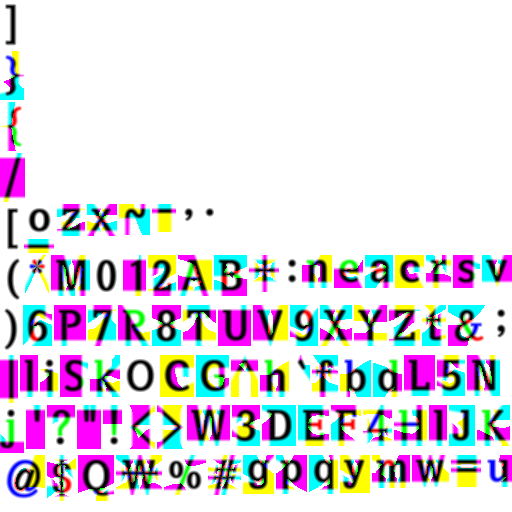 ]
}
{
/
[ozx~-,.
_
(*M012AB+:neacrsv
)6P7R8TUV9XYZt&;
|liSkOCG^h`fbdL5N
j'?"!<>W3DEF4HIJK
@$Q₩%#gpqymw=u